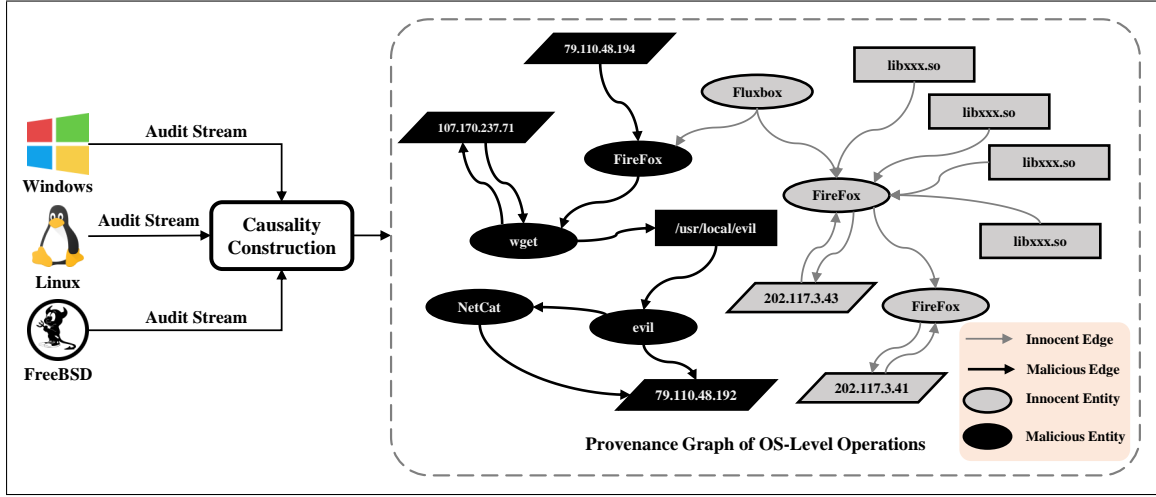 Audit Stream
Windows
Audit Stream
Linux
Audit Stream
FreeBSD
Causality
Construction
79.110.48.194
107.170.237.71
FireFox
wget
/usr/local/evil
NetCat
evil
79.110.48.192
Fluxbox
libxxx.so
libxxx.so
libxxx.so
libxxx.so
FireFox
202.117.3.43
FireFox
202.117.3.41
Innocent Edge
Malicious Edge
Innocent Entity
Malicious Entity
Provenance Graph of OS-Level Operations